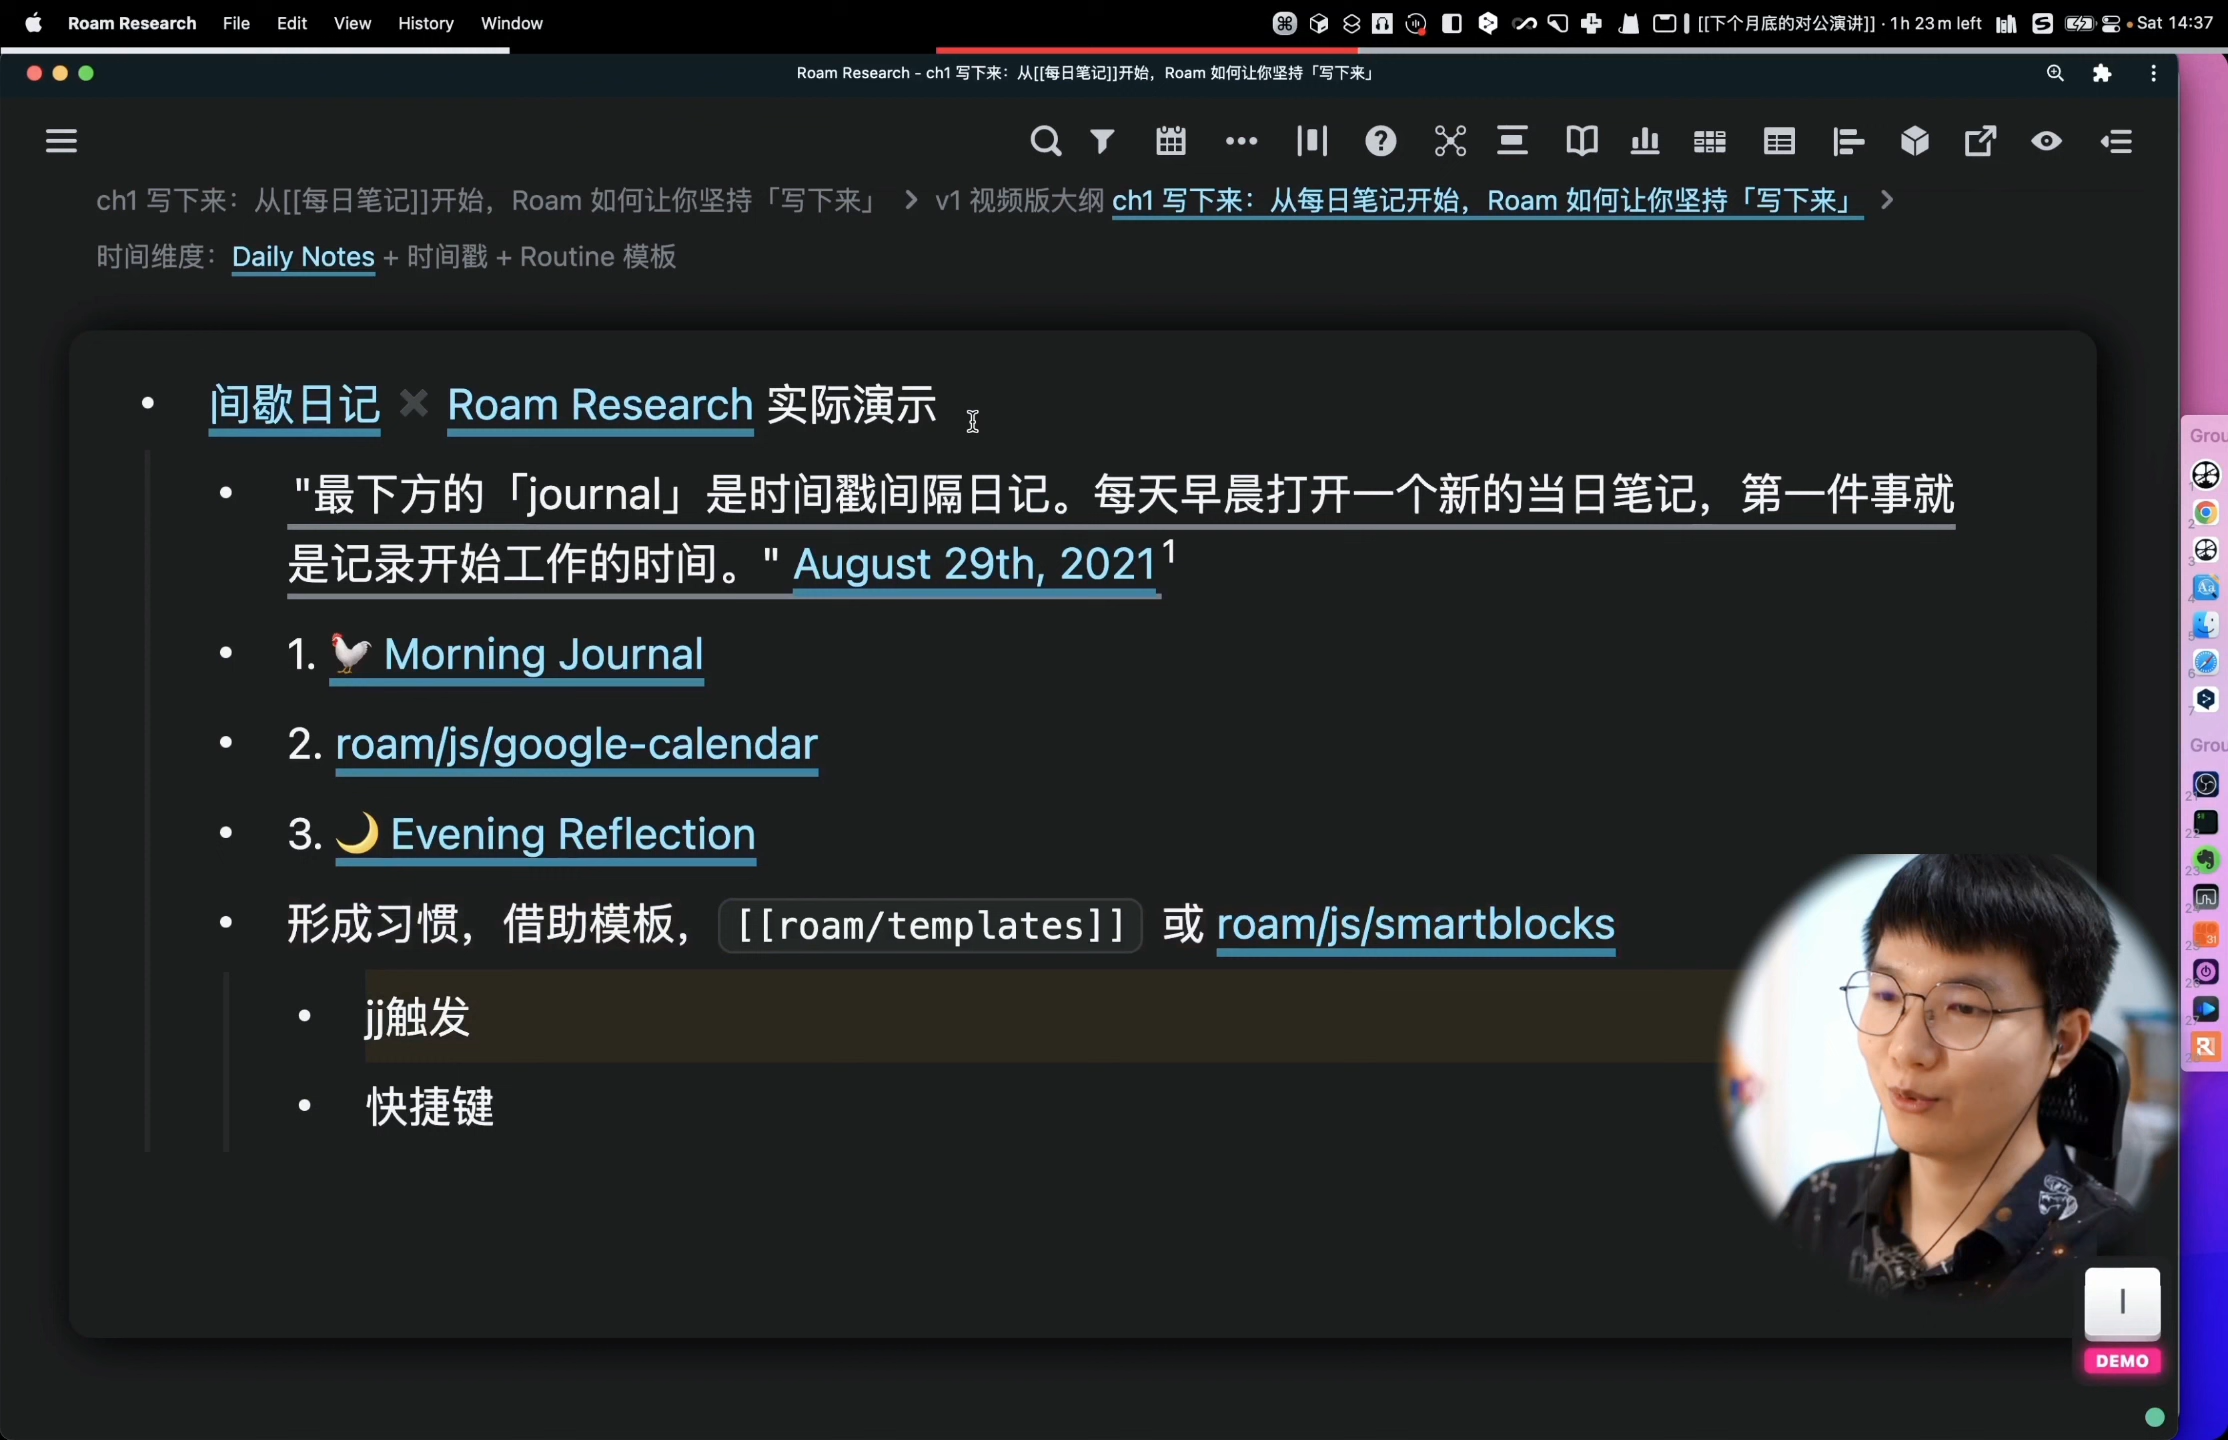 Roam Research File Edit View History Window [[下个月底的对公演讲]] · 1h 23m left Sat 14:37
Roam Research - ch1 写下来：从[[每日笔记]]开始，Roam 如何让你坚持「写下来」
ch1 写下来：从[[每日笔记]]开始，Roam 如何让你坚持「写下来」 > v1 视频版大纲 ch1 写下来：从每日笔记开始，Roam 如何让你坚持「写下来」 >
时间维度：Daily Notes + 时间戳 + Routine 模板
间歇日记 ✖ Roam Research 实际演示
"最下方的「journal」是时间戳间隔日记。每天早晨打开一个新的当日笔记，第一件事就
是记录开始工作的时间。" August 29th, 2021 1
1. 🐓 Morning Journal
2. roam/js/google-calendar
3. 🌙 Evening Reflection
形成习惯，借助模板， [[roam/templates]] 或 roam/js/smartblocks
jj触发
快捷键
Grou
1
2
3
4
5
6
7
Grou
22
DEMO